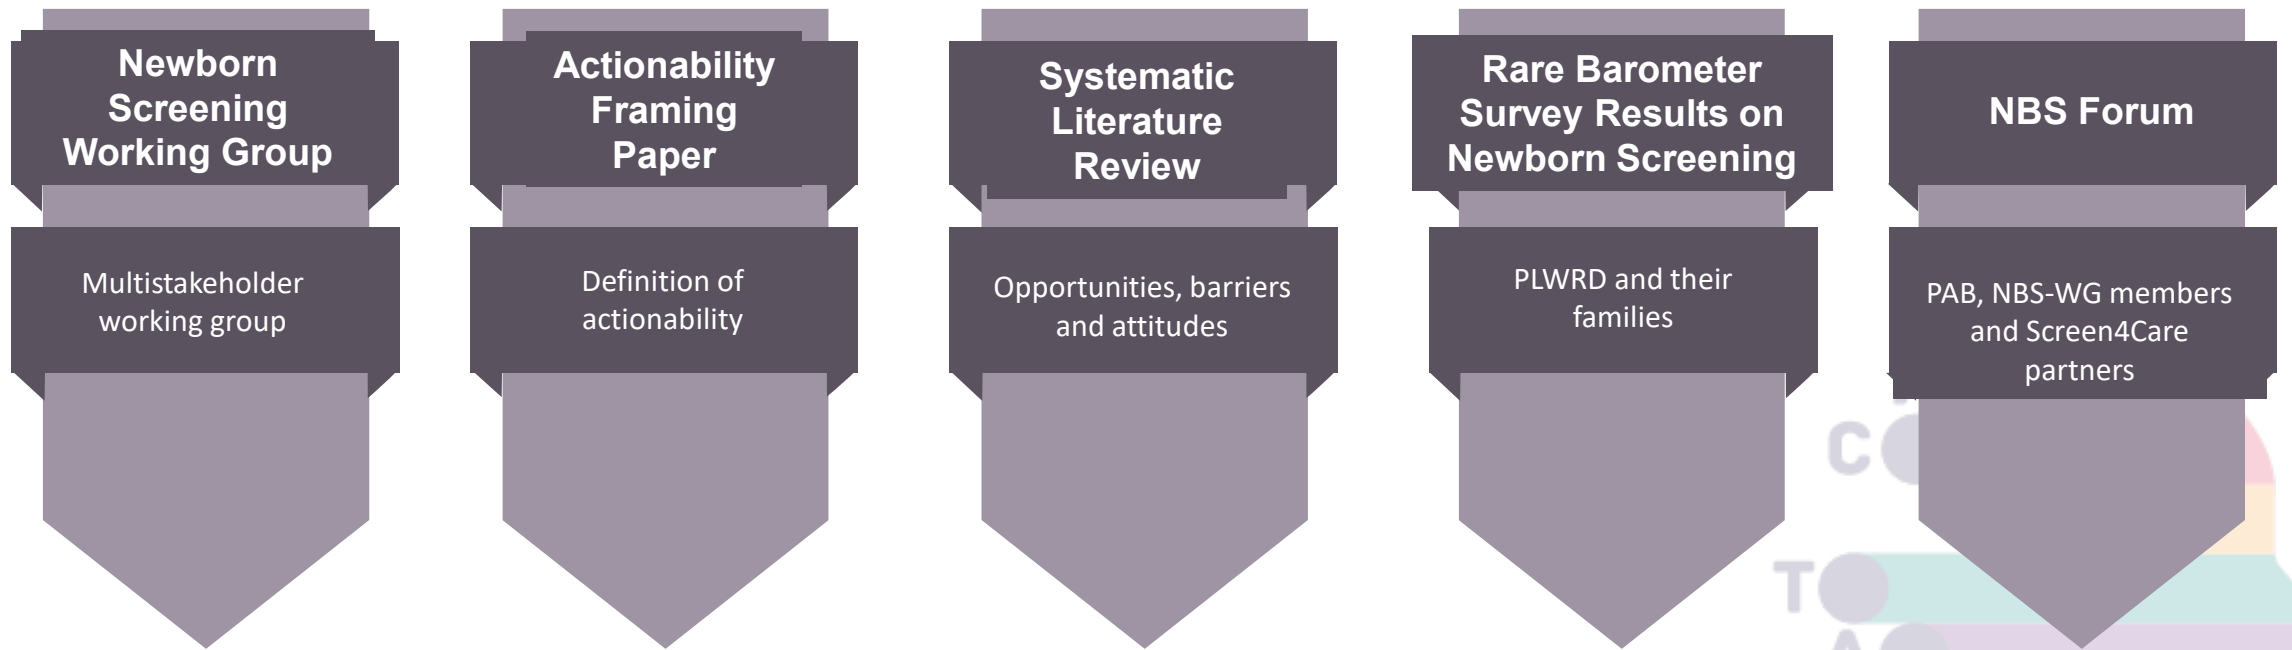 Newborn
Screening
Working Group
Multistakeholder
working group
Actionability
Framing
Paper
Definition of
actionability
Systematic
Literature
Review
Opportunities, barriers
and attitudes
Rare Barometer
Survey Results on
Newborn Screening
PLWRD and their
families
NBS Forum
PAB, NBS-WG members
and Screen4Care
partners
C
T
A